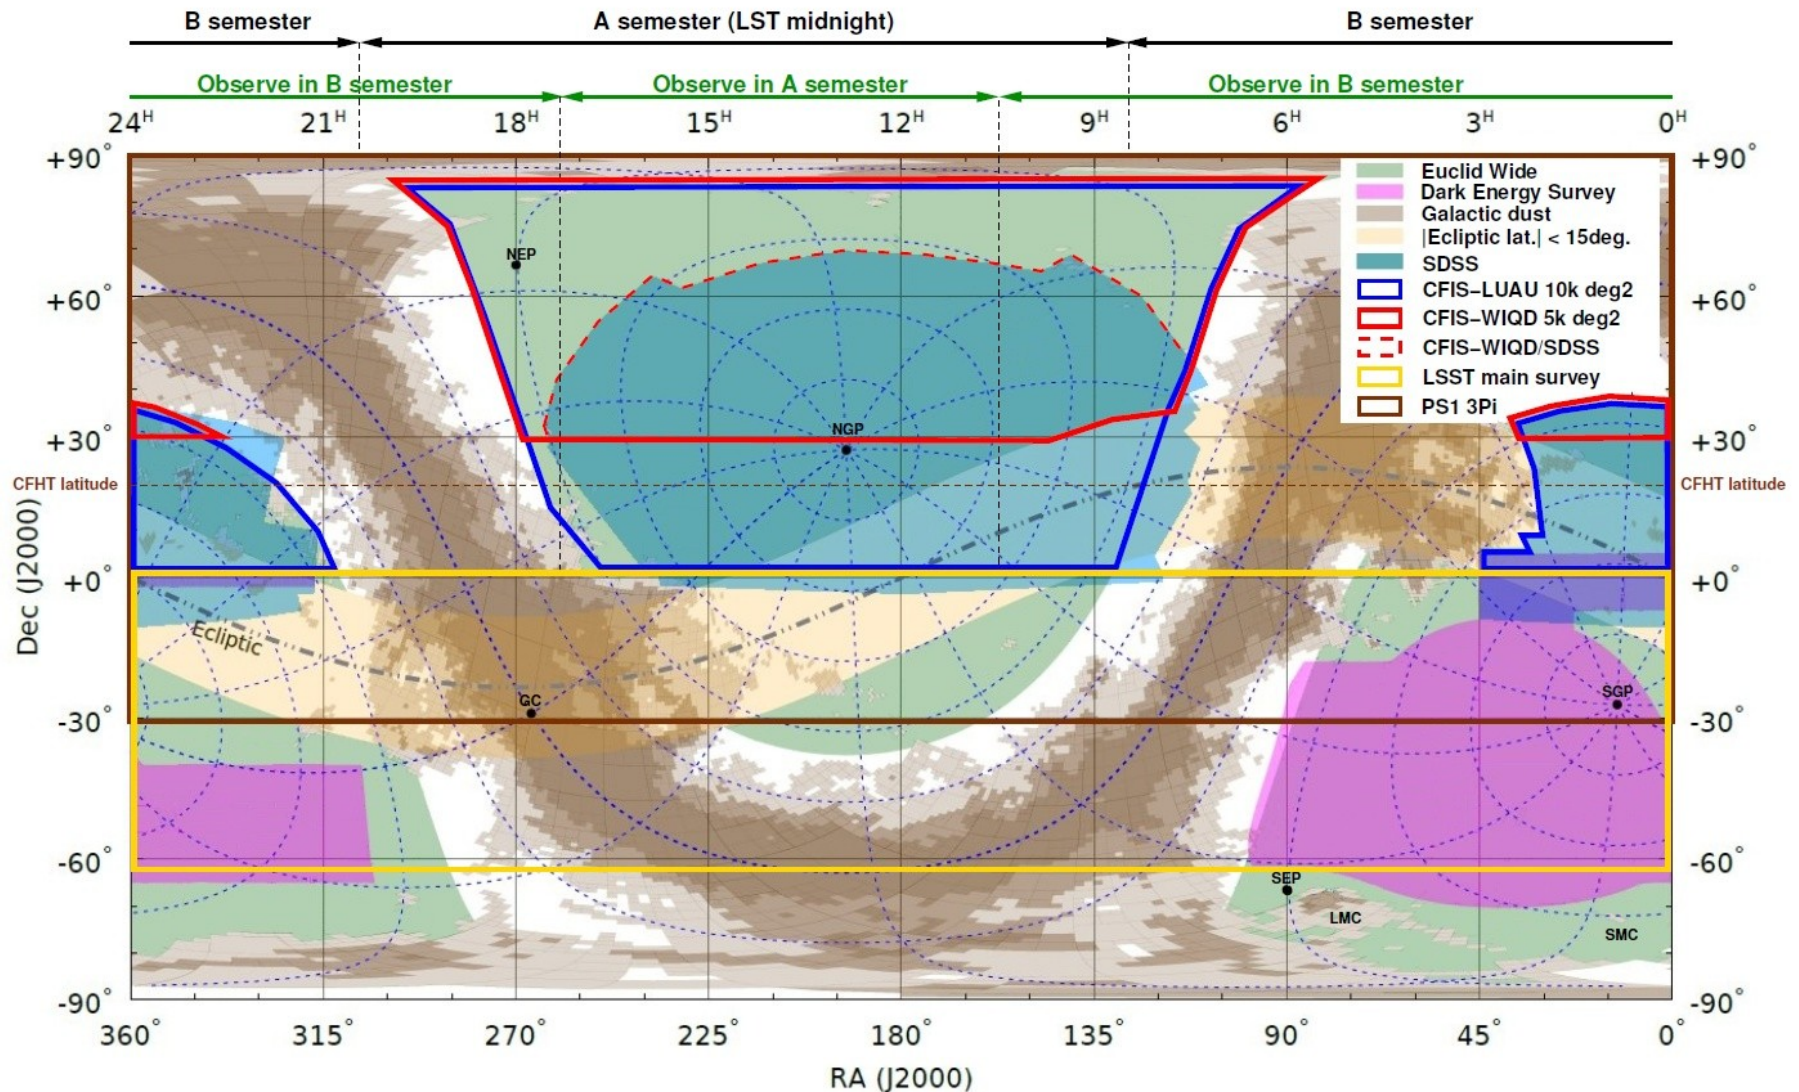 B semester A semester (LST midnight) B semester
Observe in B semester Observe in A semester Observe in B semester
24H 21H 18H 15H 12H 9H 6H 3H 0H
+90° +90°
Euclid Wide
Dark Energy Survey
Galactic dust
|Ecliptic lat.| < 15deg.
SDSS
CFIS-LUAU 10k deg2
CFIS-WIQD 5k deg2
CFIS-WIQD/SDSS
LSST main survey
PS1 3Pi
NEP
+60° +60°
NGP
+30° +30°
CFHT latitude CFHT latitude
Dec (J2000)
+0° +0°
Ecliptic
GC SGP
-30° -30°
-60° -60°
SEP
LMC
SMC
-90° -90°
360° 315° 270° 225° 180° 135° 90° 45° 0°
RA (J2000)